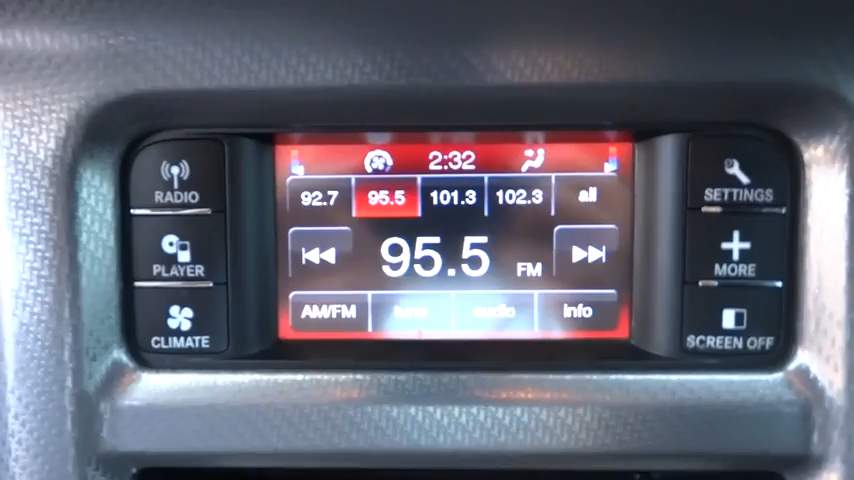 2:32
RADIO
92.7 95.5 101.3 102.3 all
SETTINGS
PLAYER
95.5 FM
MORE
AM/FM tune audio info
CLIMATE
SCREEN OFF